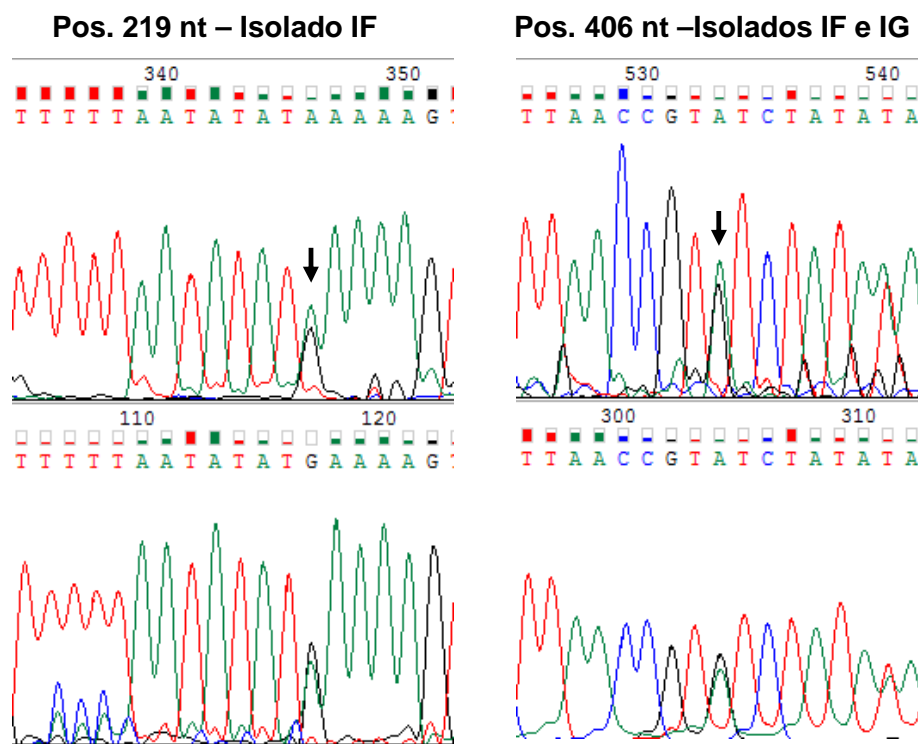 Pos. 219 nt – Isolado IF
340 350
T T T T T A A T A T A T A A A A A G T
110 120
T T T T T A A T A T A T G A A A A G T
Pos. 406 nt –Isolados IF e IG
530 540
T T A A C C G T A T C T A T A T A
300 310
T T A A C C G T A T C T A T A T A